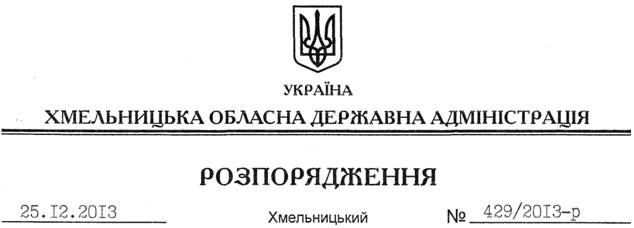 УКРАЇНА
ХМЕЛЬНИЦЬКА ОБЛАСНА ДЕРЖАВНА АДМІНІСТРАЦІЯ
РОЗПОРЯДЖЕННЯ
25.12.2013 Хмельницький № 429/2013-р